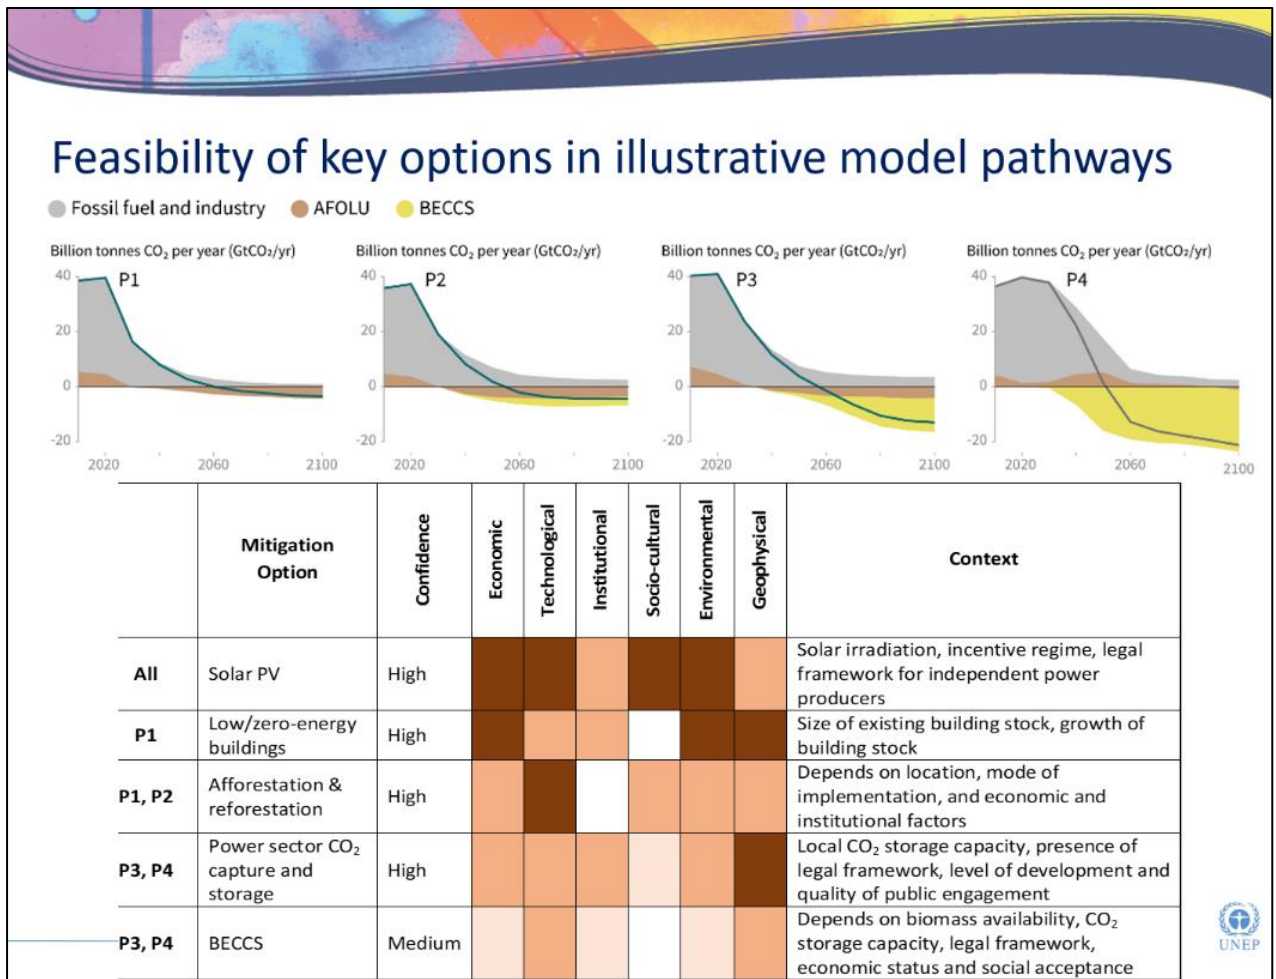 Feasibility of key options in illustrative model pathways
Fossil fuel and industry AFOLU BECCS
Billion tonnes CO₂ per year (GtCO₂/yr) Billion tonnes CO₂ per year (GtCO₂/yr) Billion tonnes CO₂ per year (GtCO₂/yr) Billion tonnes CO₂ per year (GtCO₂/yr)
40 P1 40 P2 40 P3 40 P4
20 20 20 20
0 0 0 0
-20 -20 -20 -20
2020 2060 2100 2020 2060 2100 2020 2060 2100 2020 2060 2100
Mitigation
Option
Confidence
Economic
Technological
Institutional
Socio-cultural
Environmental
Geophysical
Context
All
Solar PV
High
Solar irradiation, incentive regime, legal
framework for independent power
producers
P1
Low/zero-energy
buildings
High
Size of existing building stock, growth of
building stock
P1, P2
Afforestation &
reforestation
High
Depends on location, mode of
implementation, and economic and
institutional factors
P3, P4
Power sector CO₂
capture and
storage
High
Local CO₂ storage capacity, presence of
legal framework, level of development and
quality of public engagement
P3, P4
BECCS
Medium
Depends on biomass availability, CO₂
storage capacity, legal framework,
economic status and social acceptance
UNEP